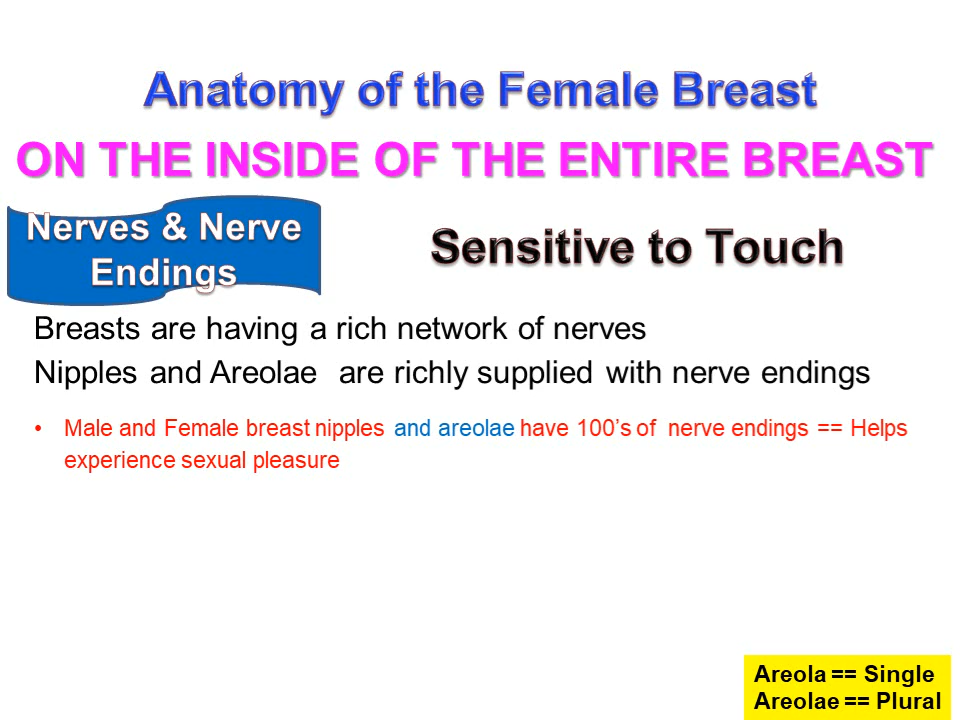 Anatomy of the Female Breast
ON THE INSIDE OF THE ENTIRE BREAST
Nerves & Nerve
Endings
Sensitive to Touch
Breasts are having a rich network of nerves
Nipples and Areolae  are richly supplied with nerve endings
• Male and Female breast nipples and areolae have 100’s of  nerve endings == Helps
experience sexual pleasure
Areola == Single
Areolae == Plural